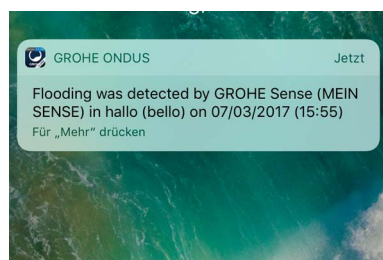 GROHE ONDUS
Jetzt
Flooding was detected by GROHE Sense (MEIN
SENSE) in hallo (bello) on 07/03/2017 (15:55)
Für „Mehr“ drücken